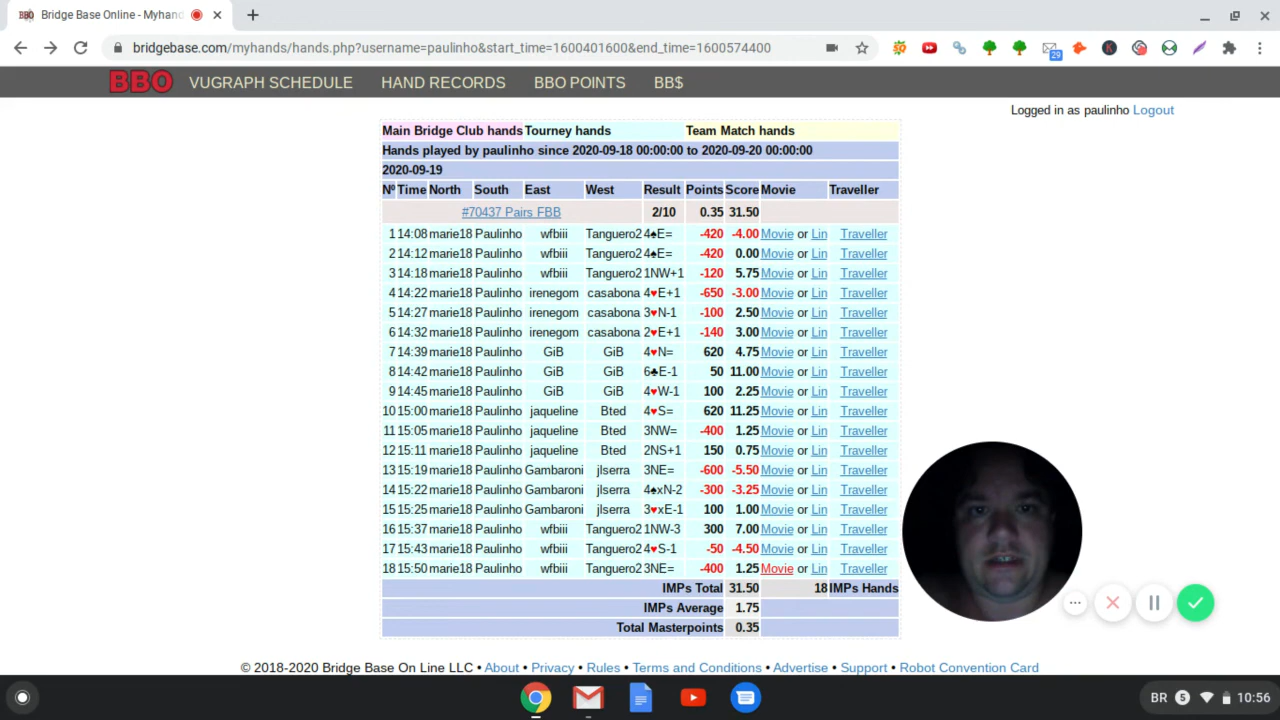 Bridge Base Online - Myhand
bridgebase.com/myhands/hands.php?username=paulinho&start_time=1600401600&end_time=1600574400
29
BBO VUGRAPH SCHEDULE HAND RECORDS BBO POINTS BB$
Logged in as paulinho Logout
Main Bridge Club hands Tourney hands Team Match hands
Hands played by paulinho since 2020-09-18 00:00:00 to 2020-09-20 00:00:00
2020-09-19
Nº Time North South East West Result Points Score Movie Traveller
#70437 Pairs FBB 2/10 0.35 31.50
1 14:08 marie18 Paulinho wfbiii Tanguero2 4♠E= -420 -4.00 Movie or Lin Traveller
2 14:12 marie18 Paulinho wfbiii Tanguero2 4♠E= -420 0.00 Movie or Lin Traveller
3 14:18 marie18 Paulinho wfbiii Tanguero2 1NW+1 -120 5.75 Movie or Lin Traveller
4 14:22 marie18 Paulinho irenegom casabona 4♥E+1 -650 -3.00 Movie or Lin Traveller
5 14:27 marie18 Paulinho irenegom casabona 3♥N-1 -100 2.50 Movie or Lin Traveller
6 14:32 marie18 Paulinho irenegom casabona 2♥E+1 -140 3.00 Movie or Lin Traveller
7 14:39 marie18 Paulinho GiB GiB 4♥N= 620 4.75 Movie or Lin Traveller
8 14:42 marie18 Paulinho GiB GiB 6♣E-1 50 11.00 Movie or Lin Traveller
9 14:45 marie18 Paulinho GiB GiB 4♥W-1 100 2.25 Movie or Lin Traveller
10 15:00 marie18 Paulinho jaqueline Bted 4♥S= 620 11.25 Movie or Lin Traveller
11 15:05 marie18 Paulinho jaqueline Bted 3NW= -400 1.25 Movie or Lin Traveller
12 15:11 marie18 Paulinho jaqueline Bted 2NS+1 150 0.75 Movie or Lin Traveller
13 15:19 marie18 Paulinho Gambaroni jlserra 3NE= -600 -5.50 Movie or Lin Traveller
14 15:22 marie18 Paulinho Gambaroni jlserra 4♠xN-2 -300 -3.25 Movie or Lin Traveller
15 15:25 marie18 Paulinho Gambaroni jlserra 3♥xE-1 100 1.00 Movie or Lin Traveller
16 15:37 marie18 Paulinho wfbiii Tanguero2 1NW-3 300 7.00 Movie or Lin Traveller
17 15:43 marie18 Paulinho wfbiii Tanguero2 4♥S-1 -50 -4.50 Movie or Lin Traveller
18 15:50 marie18 Paulinho wfbiii Tanguero2 3NE= -400 1.25 Movie or Lin Traveller
IMPs Total 31.50 18 IMPs Hands
IMPs Average 1.75
Total Masterpoints 0.35
© 2018-2020 Bridge Base On Line LLC • About • Privacy • Rules • Terms and Conditions • Advertise • Support • Robot Convention Card
BR 5 10:56